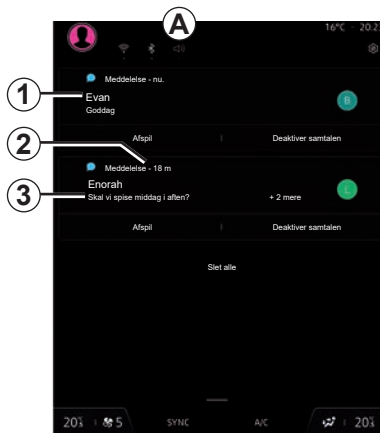 A
16°C 20:2
Meddelelse - nu.
1
Evan
B
Goddag
2
Afspil
Deaktiver samtalen
Meddelelse - 18 m
3
Enorah
L
Skal vi spise middag i aften? + 2 mere
Afspil
Deaktiver samtalen
Slet alle
20 5 SYNC A/C 20